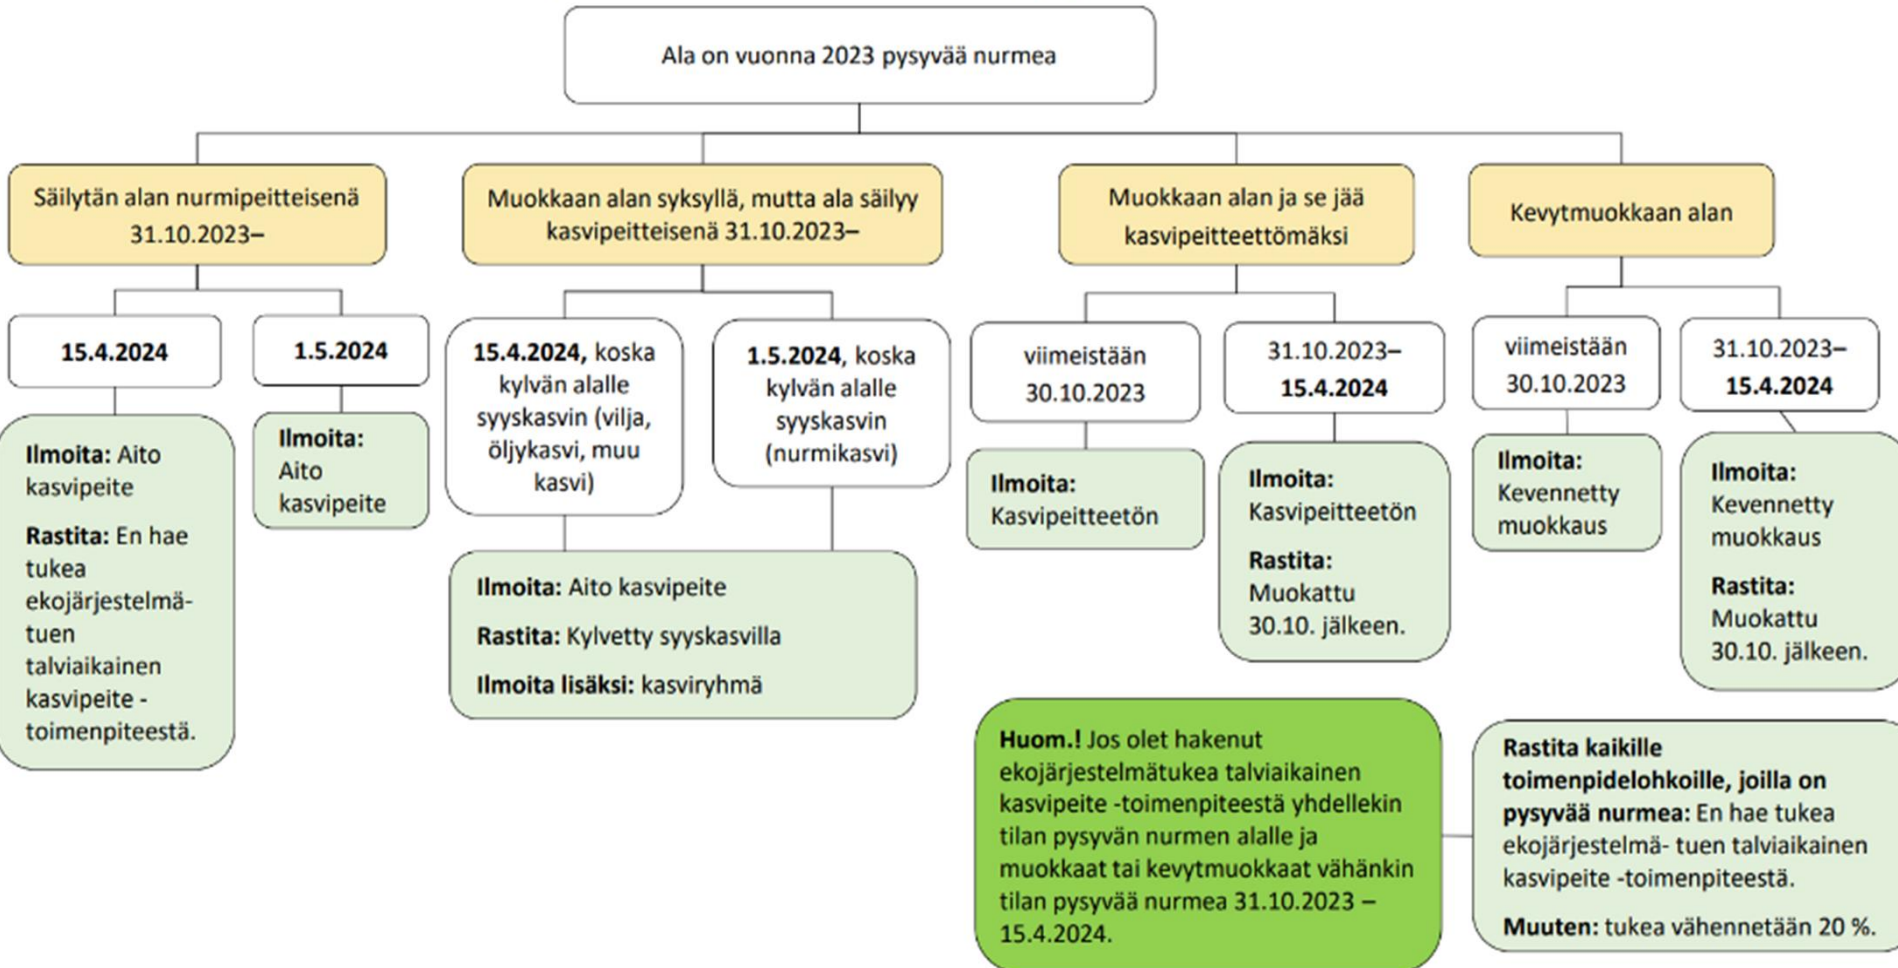 Ala on vuonna 2023 pysyvää nurmea
Säilytän alan nurmipeitteisenä
31.10.2023–
Muokkaan alan syksyllä, mutta ala säilyy
kasvipeitteisenä 31.10.2023–
Muokkaan alan ja se jää
kasvipeitteettömäksi
Kevytmuokkaan alan
15.4.2024
1.5.2024
15.4.2024, koska
kylvän alalle
syyskasvin (vilja,
öljykasvi, muu
kasvi)
1.5.2024, koska
kylvän alalle
syyskasvin
(nurmikasvi)
viimeistään
30.10.2023
31.10.2023–
15.4.2024
viimeistään
30.10.2023
31.10.2023–
15.4.2024
Ilmoita: Aito
kasvipeite
Rastita: En hae
tukea
ekojärjestelmä-
tuen
talviaikainen
kasvipeite -
toimenpiteestä.
Ilmoita:
Aito
kasvipeite
Ilmoita: Aito kasvipeite
Rastita: Kylvetty syyskasvilla
Ilmoita lisäksi: kasviryhmä
Ilmoita:
Kasvipeitteetön
Ilmoita:
Kasvipeitteetön
Rastita:
Muokattu
30.10. jälkeen.
Ilmoita:
Kevennetty
muokkaus
Ilmoita:
Kevennetty
muokkaus
Rastita:
Muokattu
30.10. jälkeen.
Huom.! Jos olet hakenut
ekojärjestelmätukea talviaikainen
kasvipeite -toimenpiteestä yhdellekin
tilan pysyvän nurmen alalle ja
muokkaat tai kevytmuokkaat vähänkin
tilan pysyvää nurmea 31.10.2023 –
15.4.2024.
Rastita kaikille
toimenpidelohkoille, joilla on
pysyvää nurmea: En hae tukea
ekojärjestelmä- tuen talviaikainen
kasvipeite -toimenpiteestä.
Muuten: tukea vähennetään 20 %.